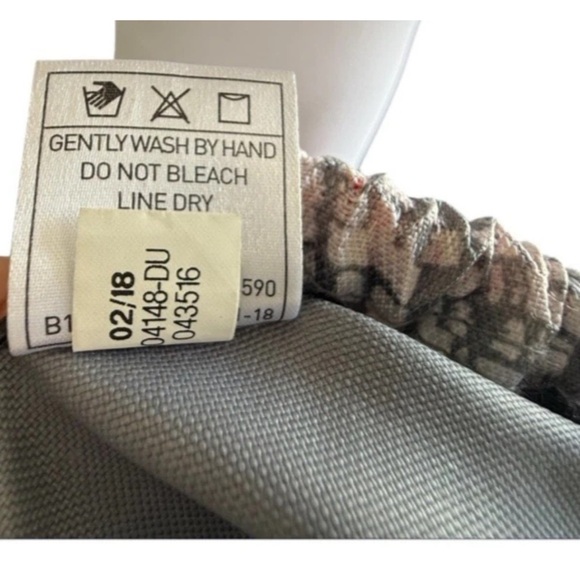 GENTLY WASH BY HAND
DO NOT BLEACH
LINE DRY
590
B1
-18
02/18
04148-DU
043516